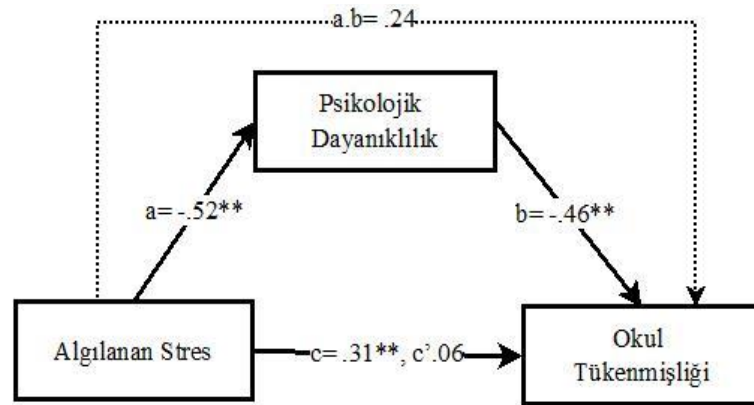 a.b= .24
Psikolojik
Dayanıklılık
a= -.52**
b= -.46**
Algılanan Stres
c= .31**, c'.06
Okul
Tükenmişliği